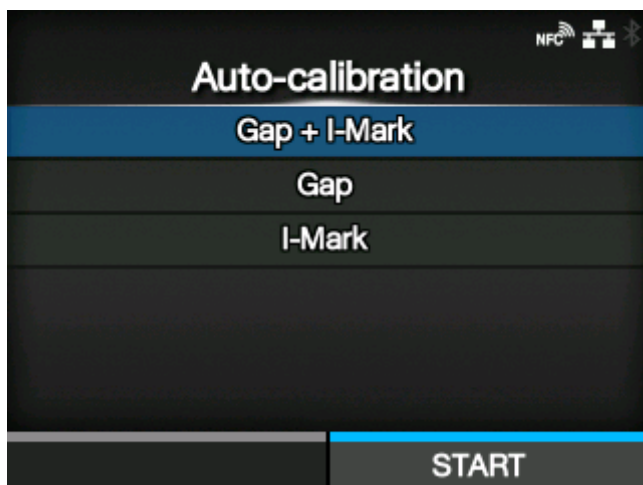 NFC
Auto-calibration
Gap + I-Mark
Gap
I-Mark
START